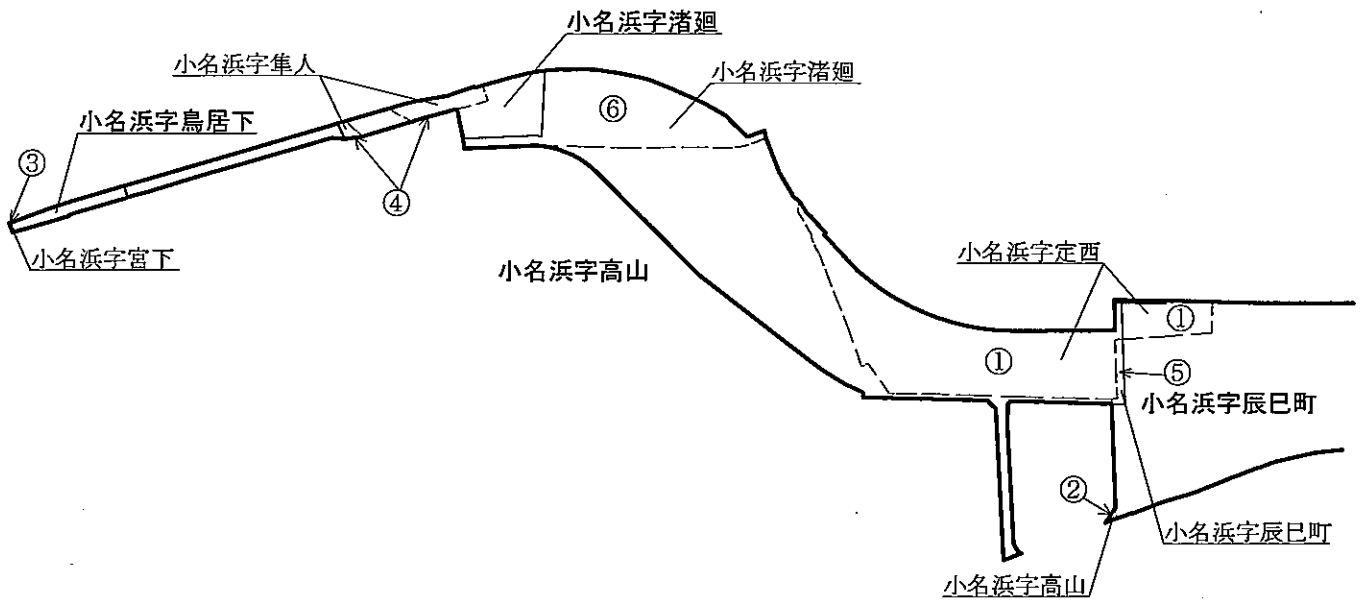 小名浜字渚廻
小名浜字隼人
小名浜字渚廻
⑥
小名浜字鳥居下
③
④
小名浜字宮下
小名浜字高山
小名浜字定西
①
①
⑤
小名浜字辰巳町
②
小名浜字辰巳町
小名浜字高山